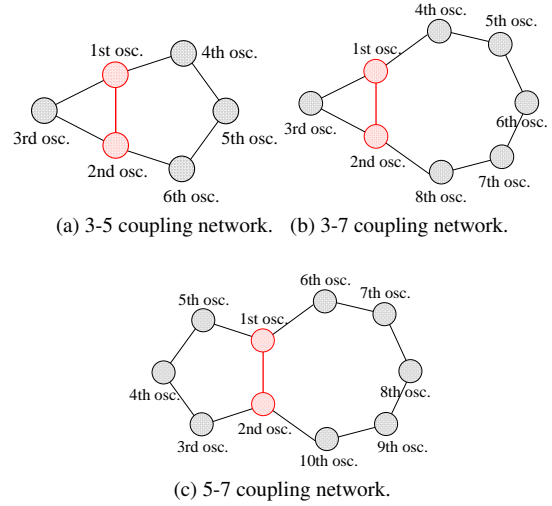 1st osc.
4th osc.
3rd osc.
5th osc.
2nd osc.
6th osc.
(a) 3-5 coupling network.
4th osc.
5th osc.
1st osc.
3rd osc.
6th osc.
2nd osc.
7th osc.
8th osc.
(b) 3-7 coupling network.
6th osc.
7th osc.
5th osc.
1st osc.
4th osc.
8th osc.
3rd osc.
2nd osc.
9th osc.
10th osc.
(c) 5-7 coupling network.